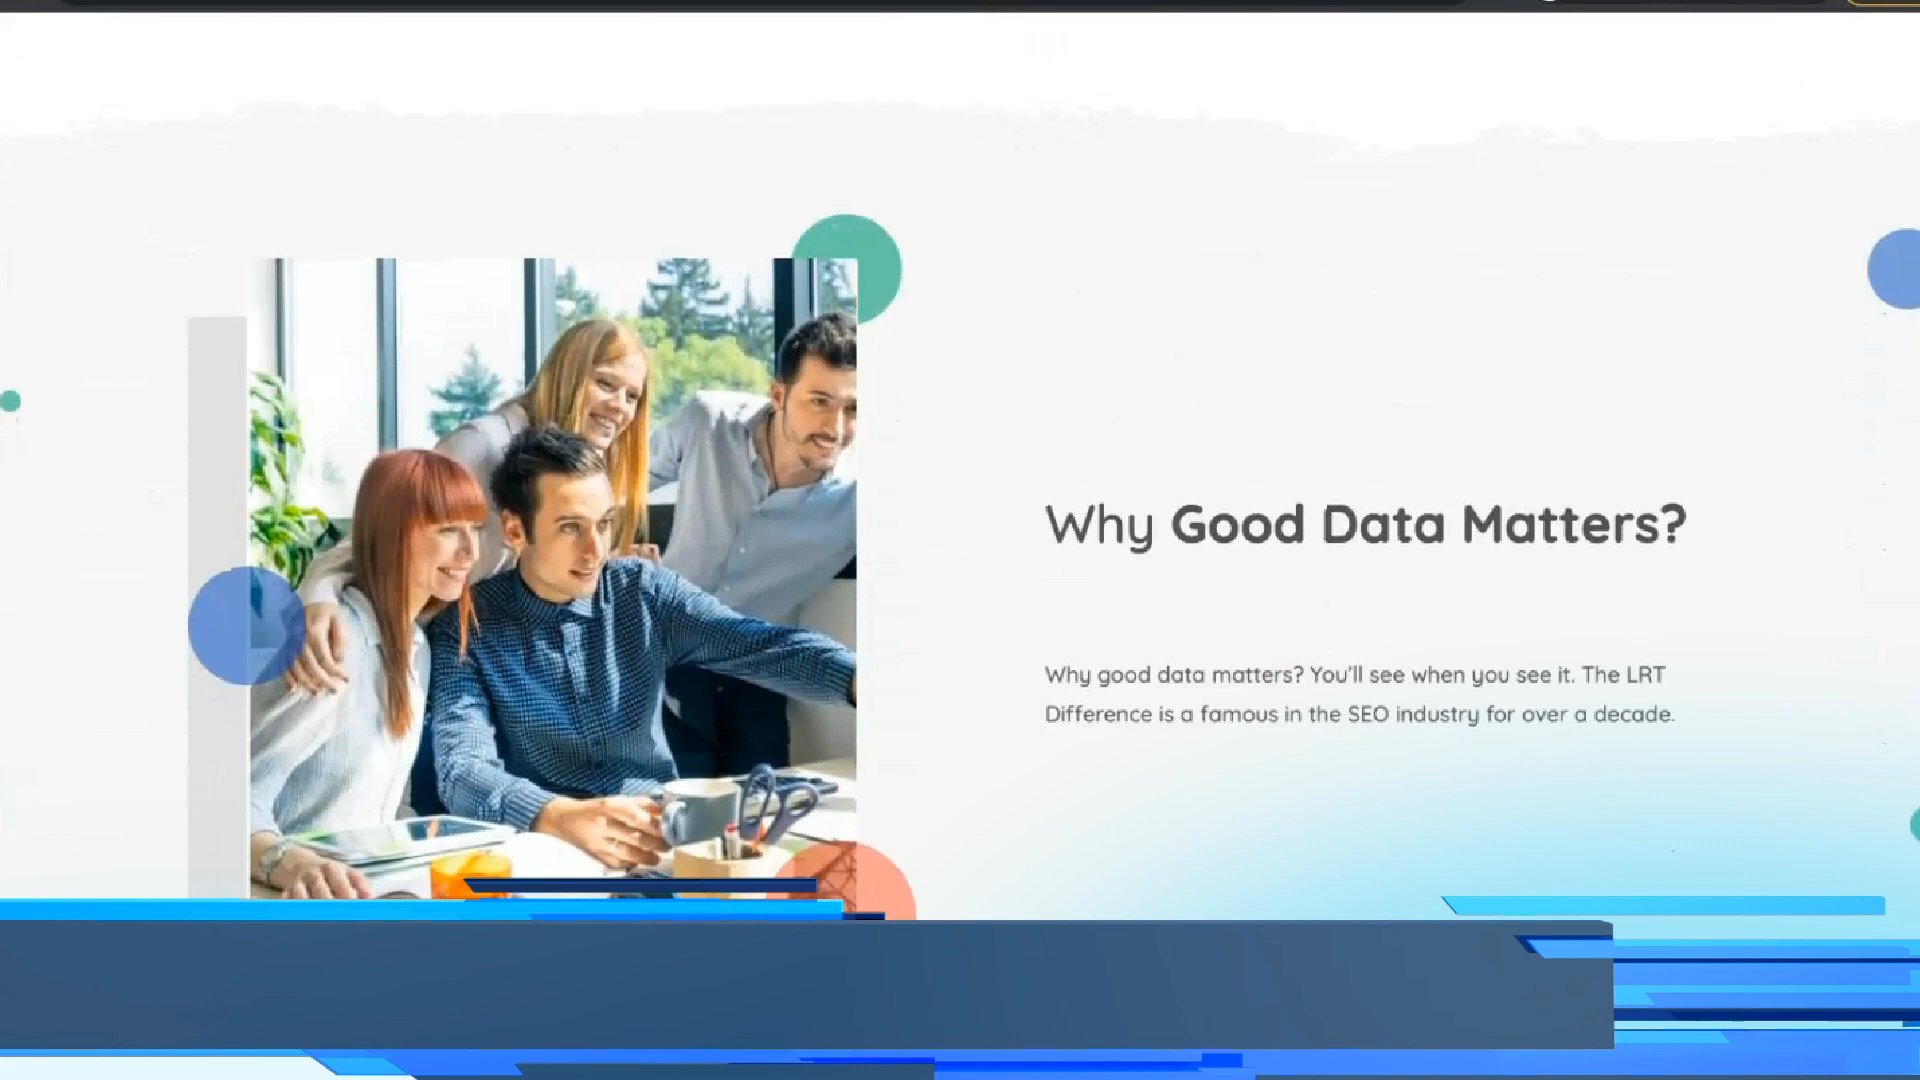 Why Good Data Matters?
Why good data matters? You'll see when you see it. The LRT
Difference is a famous in the SEO industry for over a decade.